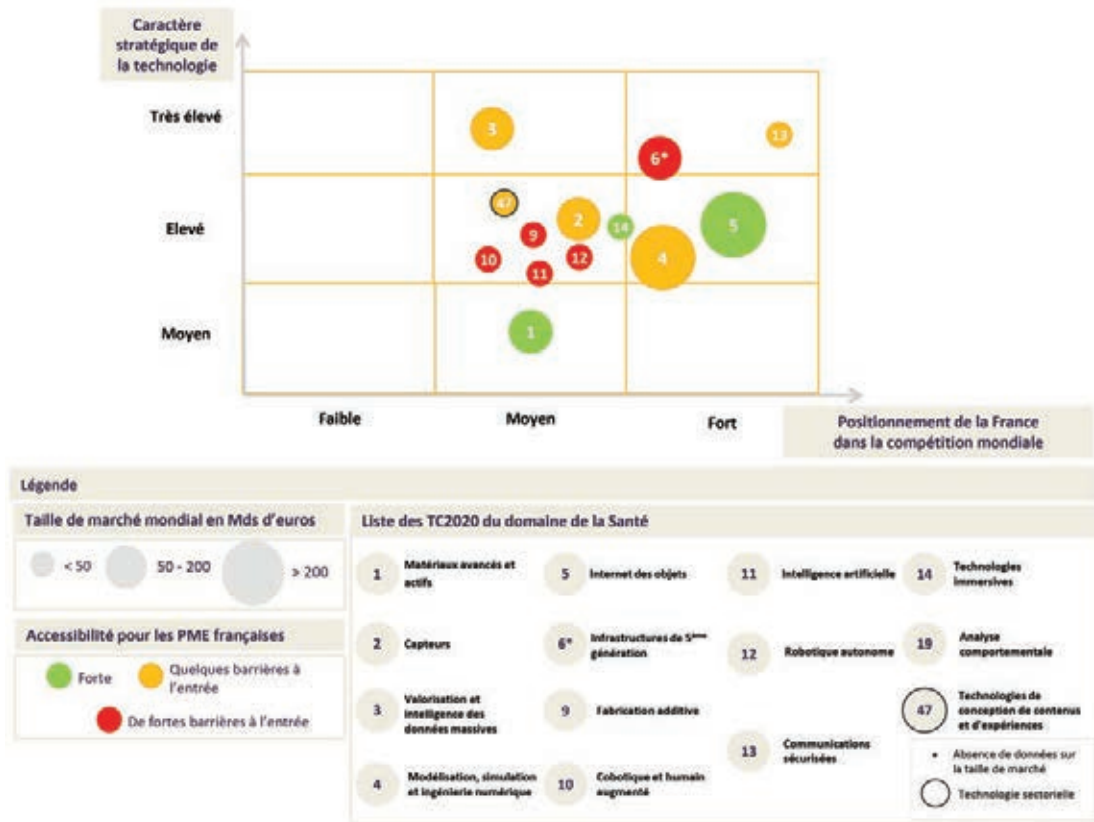 Caractère
stratégique de
la technologie
Très élevé
3
13
6*
47
Elevé
2
14
5
9
10
12
4
11
Moyen
1
Faible
Moyen
Fort
Positionnement de la France
dans la compétition mondiale
Légende
Taille de marché mondial en Mds d'euros
< 50
50 - 200
> 200
Accessibilité pour les PME françaises
Forte
Quelques barrières à
l'entrée
De fortes barrières à l'entrée
Liste des TC2020 du domaine de la Santé
1
Matériaux avancés et
actifs
2
Capteurs
3
Valorisation et
intelligence des
données massives
4
Modélisation, simulation
et ingénierie numérique
5
Internet des objets
6*
Infrastructures de 5ème
génération
9
Fabrication additive
10
Cobotique et humain
augmenté
11
Intelligence artificielle
12
Robotique autonome
13
Communications
sécurisées
14
Technologies
immersives
19
Analyse
comportementale
47
Technologies de
conception de contenus
et d'expériences
• Absence de données sur
la taille de marché
Technologie sectorielle